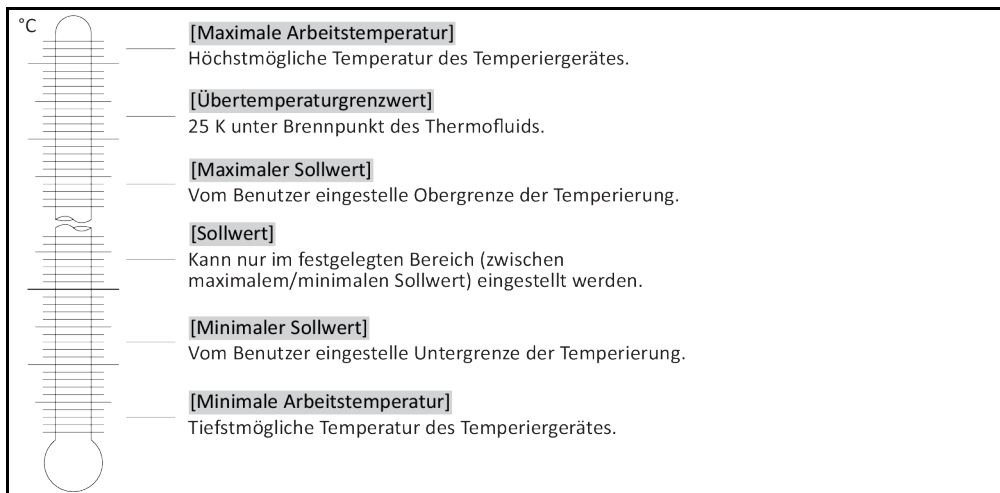 °C
[Maximale Arbeitstemperatur]
Höchstmögliche Temperatur des Temperiergerätes.
[Übertemperaturgrenzwert]
25 K unter Brennpunkt des Thermofluids.
[Maximaler Sollwert]
Vom Benutzer eingestelle Obergrenze der Temperierung.
[Sollwert]
Kann nur im festgelegten Bereich (zwischen
maximalem/minimalen Sollwert) eingestellt werden.
[Minimaler Sollwert]
Vom Benutzer eingestelle Untergrenze der Temperierung.
[Minimale Arbeitstemperatur]
Tiefstmögliche Temperatur des Temperiergerätes.